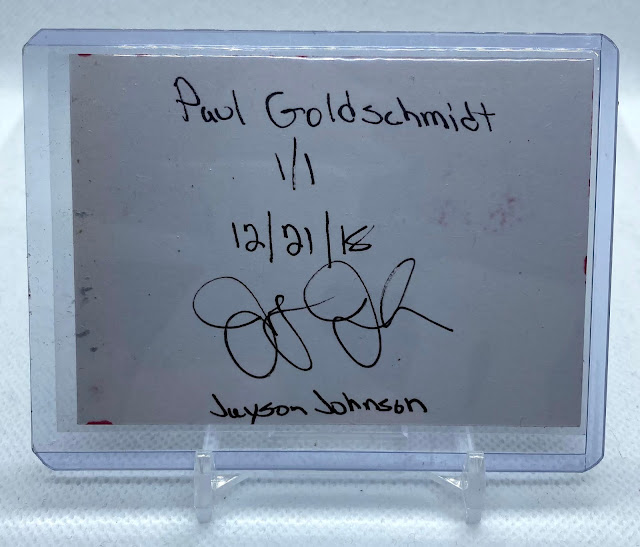 Paul Goldschmidt
1/1
12/21/18
Jayson Johnson